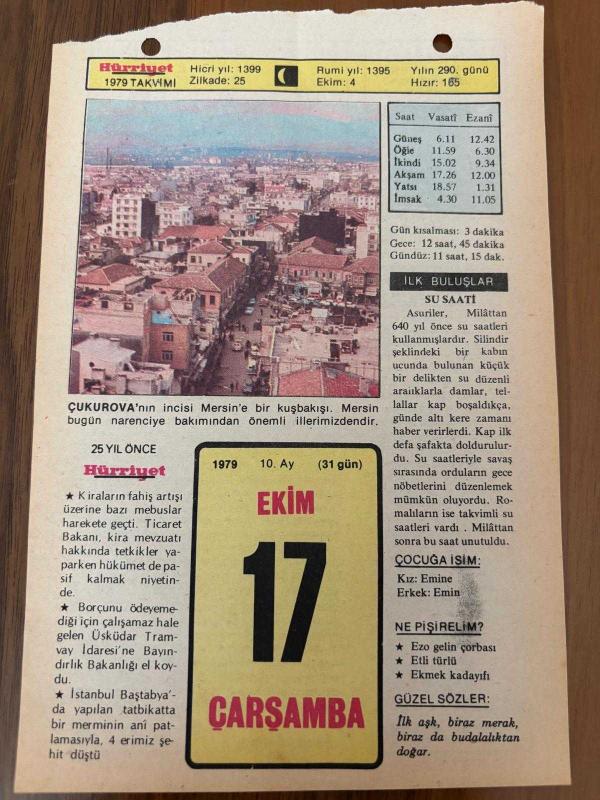 Hürriyet
1979 TAKVİMİ
Hicri yıl: 1399
Zilkade: 25
Rumi yıl: 1395
Ekim: 4
Yılın 290. günü
Hızır: 165
Saat Vasatî Ezanî
Güneş 6.11 12.42
Öğle 11.59 6.30
İkindi 15.02 9.34
Akşam 17.26 12.00
Yatsı 18.57 1.31
İmsak 4.30 11.05
Gün kısalması: 3 dakika
Gece: 12 saat, 45 dakika
Gündüz: 11 saat, 15 dak.
ÇUKUROVA'nın incisi Mersin'e bir kuşbakışı. Mersin
bugün narenciye bakımından önemli illerimizdendir.
25 YIL ÖNCE
Hürriyet
★ Kiraların fahiş artışı
üzerine bazı mebuslar
harekete geçti. Ticaret
Bakanı, kira mevzuatı
hakkında tetkikler ya-
parken hükümet de pa-
sif kalmak niyetin-
de.
★ Borçunu ödeyeme-
diği için çalışamaz hale
gelen Üsküdar Tram-
vay İdaresi'ne Bayın-
dırlık Bakanlığı el koy-
du.
★ İstanbul Baştabya'-
da yapılan tatbikatta
bir merminin anî pat-
lamasıyla, 4 erimiz şe-
hit düştü
1979 10. Ay (31 gün)
EKİM
17
ÇARŞAMBA
İLK BULUŞLAR
SU SAATİ
Asuriler, Milâttan
640 yıl önce su saatleri
kullanmışlardır. Silindir
şeklindeki bir kabın
ucunda bulunan küçük
bir delikten su düzenli
aralıklarla damlar, tel-
lallar kap boşaldıkça,
günde altı kere zamanı
haber verirlerdi. Kap ilk
defa şafakta doldurulur-
du. Su saatleriyle savaş
sırasında orduların gece
nöbetlerini düzenlemek
mümkün oluyordu. Ro-
malıların ise takvimli su
saatleri vardı . Milâttan
sonra bu saat unutuldu.
ÇOCUĞA İSİM:
Kız: Emine
Erkek: Emin
NE PİŞİRELİM?
★ Ezo gelin çorbası
★ Etli türlü
★ Ekmek kadayıfı
GÜZEL SÖZLER:
İlk aşk, biraz merak,
biraz da budalalıktan
doğar.